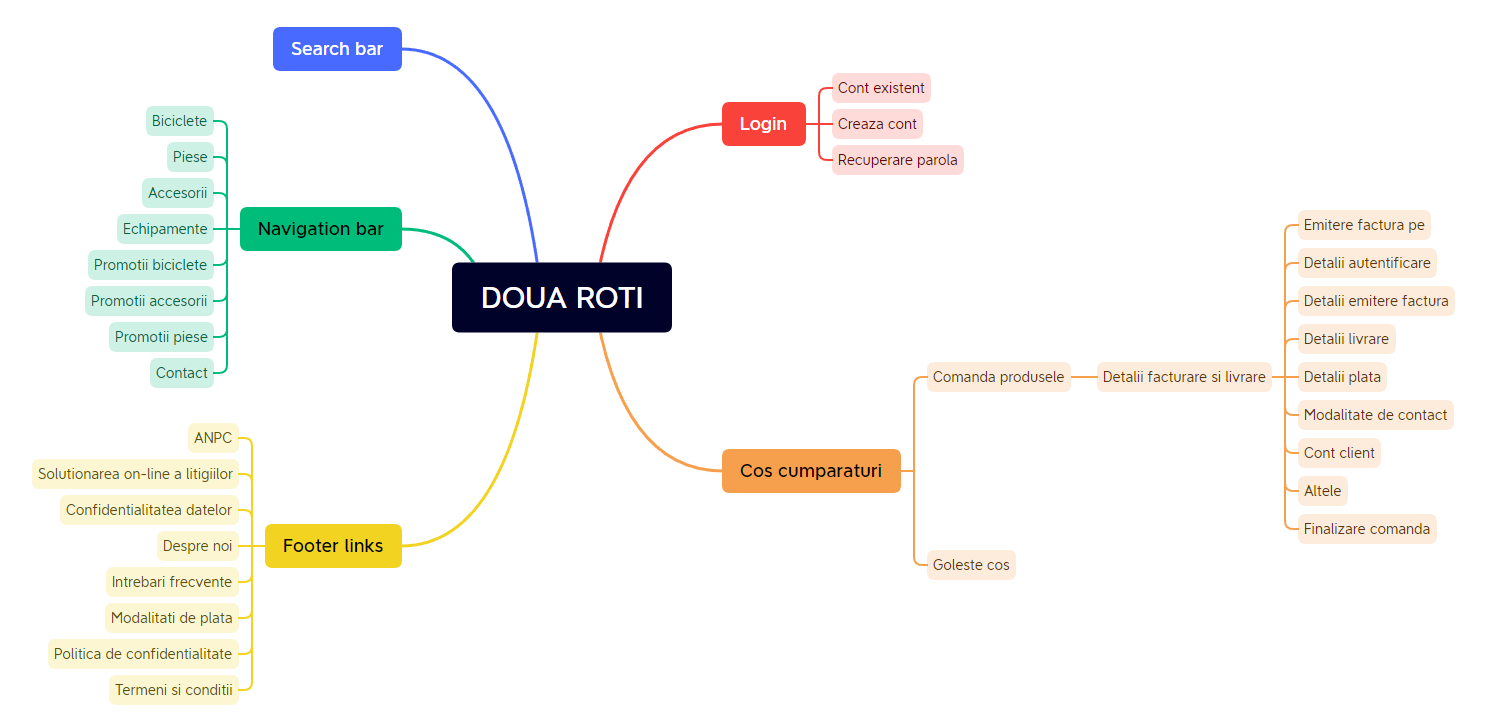 DOUA ROTI
Search bar
Navigation bar
Biciclete
Piese
Accesorii
Echipamente
Promotii biciclete
Promotii accesorii
Promotii piese
Contact
Footer links
ANPC
Solutionarea on-line a litigiilor
Confidentialitatea datelor
Despre noi
Intrebari frecvente
Modalitati de plata
Politica de confidentialitate
Termeni si conditii
Login
Cont existent
Creaza cont
Recuperare parola
Cos cumparaturi
Comanda produsele
Detalii facturare si livrare
Emitere factura pe
Detalii autentificare
Detalii emitere factura
Detalii livrare
Detalii plata
Modalitate de contact
Cont client
Altele
Finalizare comanda
Goleste cos